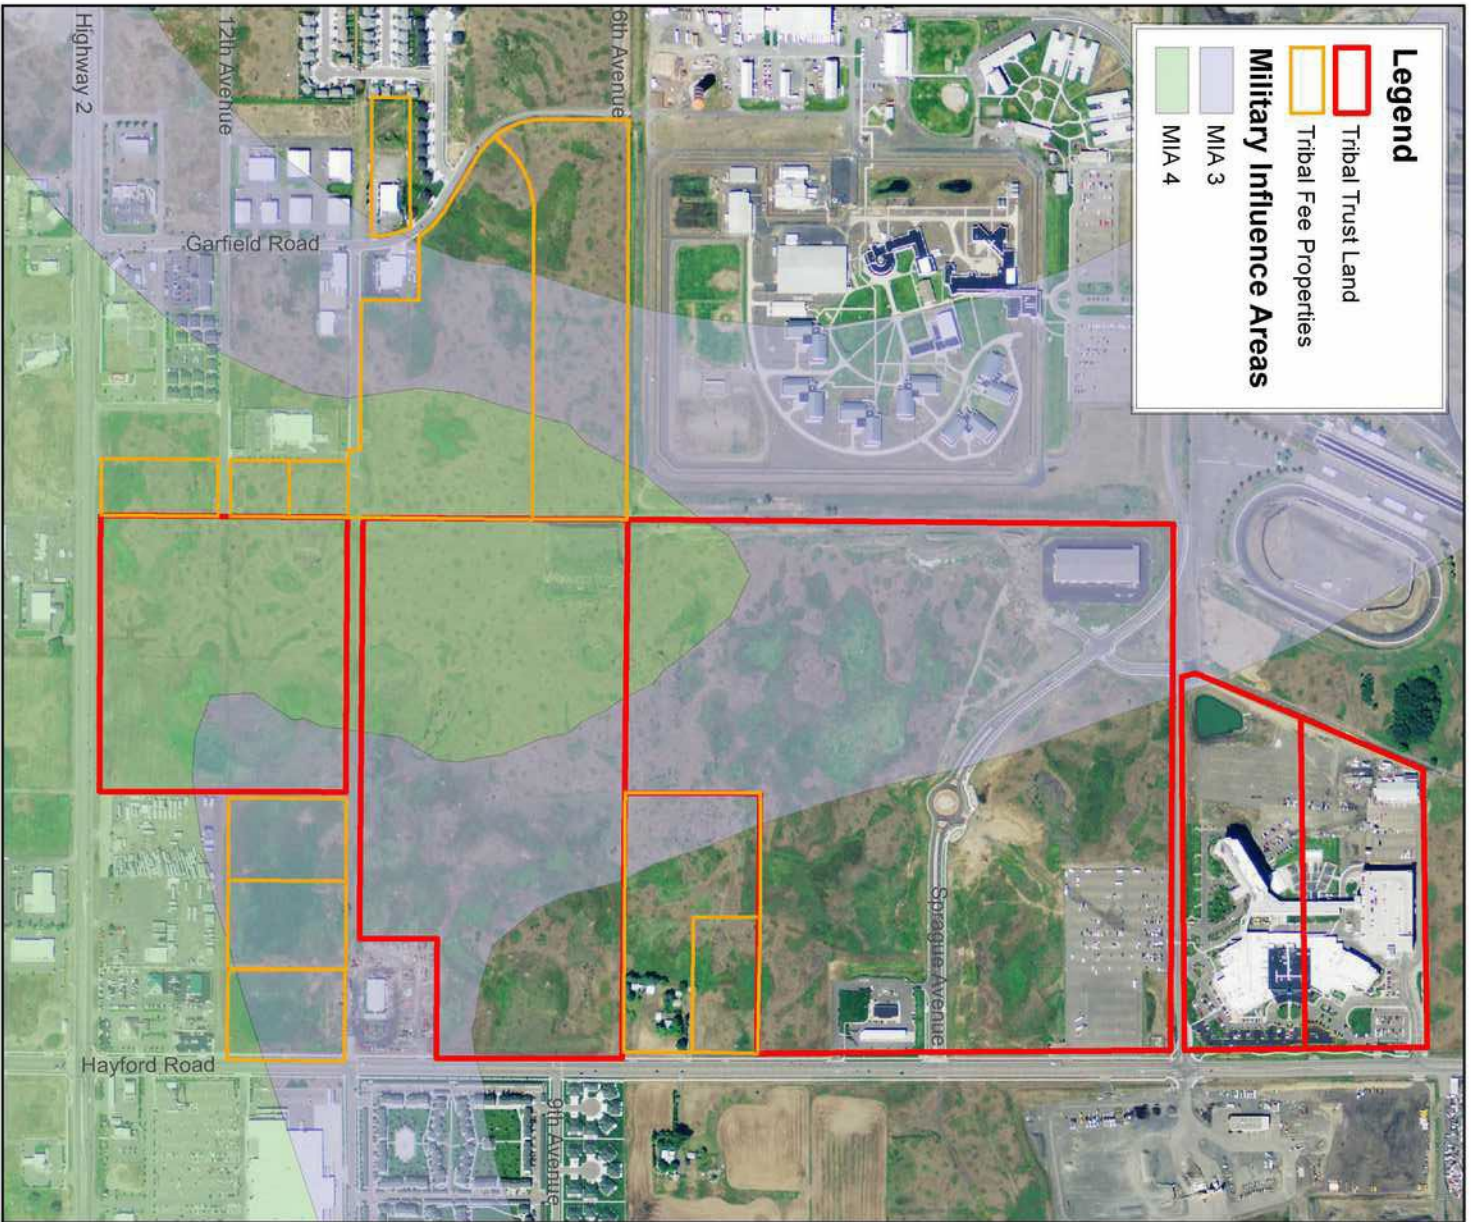 Legend
Tribal Trust Land
Tribal Fee Properties
Military Influence Areas
MIA 3
MIA 4
Sprague Avenue
6th Avenue
9th Avenue
12th Avenue
Highway 2
Garfield Road
Hayford Road